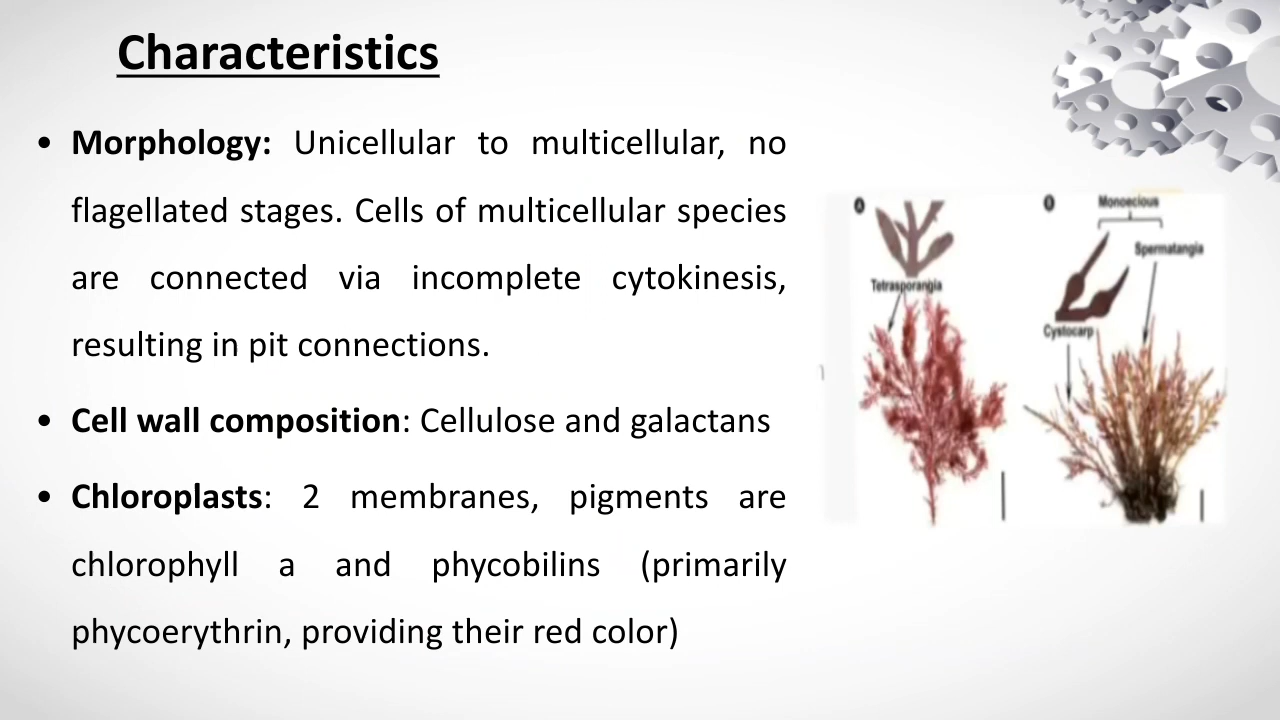 Characteristics
• Morphology: Unicellular to multicellular, no
flagellated stages. Cells of multicellular species
are connected via incomplete cytokinesis,
resulting in pit connections.
• Cell wall composition: Cellulose and galactans
• Chloroplasts: 2 membranes, pigments are
chlorophyll a and phycobilins (primarily
phycoerythrin, providing their red color)
A
Tetrasporangia
Monoecious
Spermatangia
Cystocarp